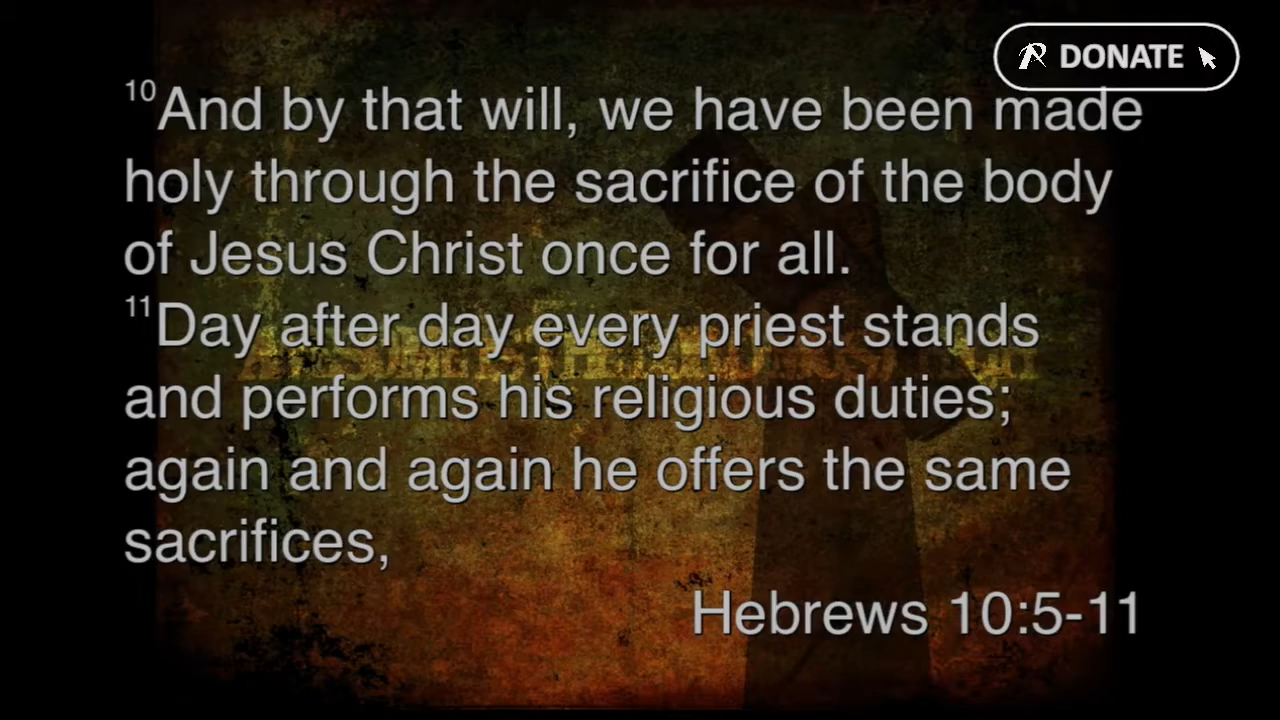 DONATE
10And by that will, we have been made
holy through the sacrifice of the body
of Jesus Christ once for all.
11Day after day every priest stands
and performs his religious duties;
again and again he offers the same
sacrifices,
Hebrews 10:5-11